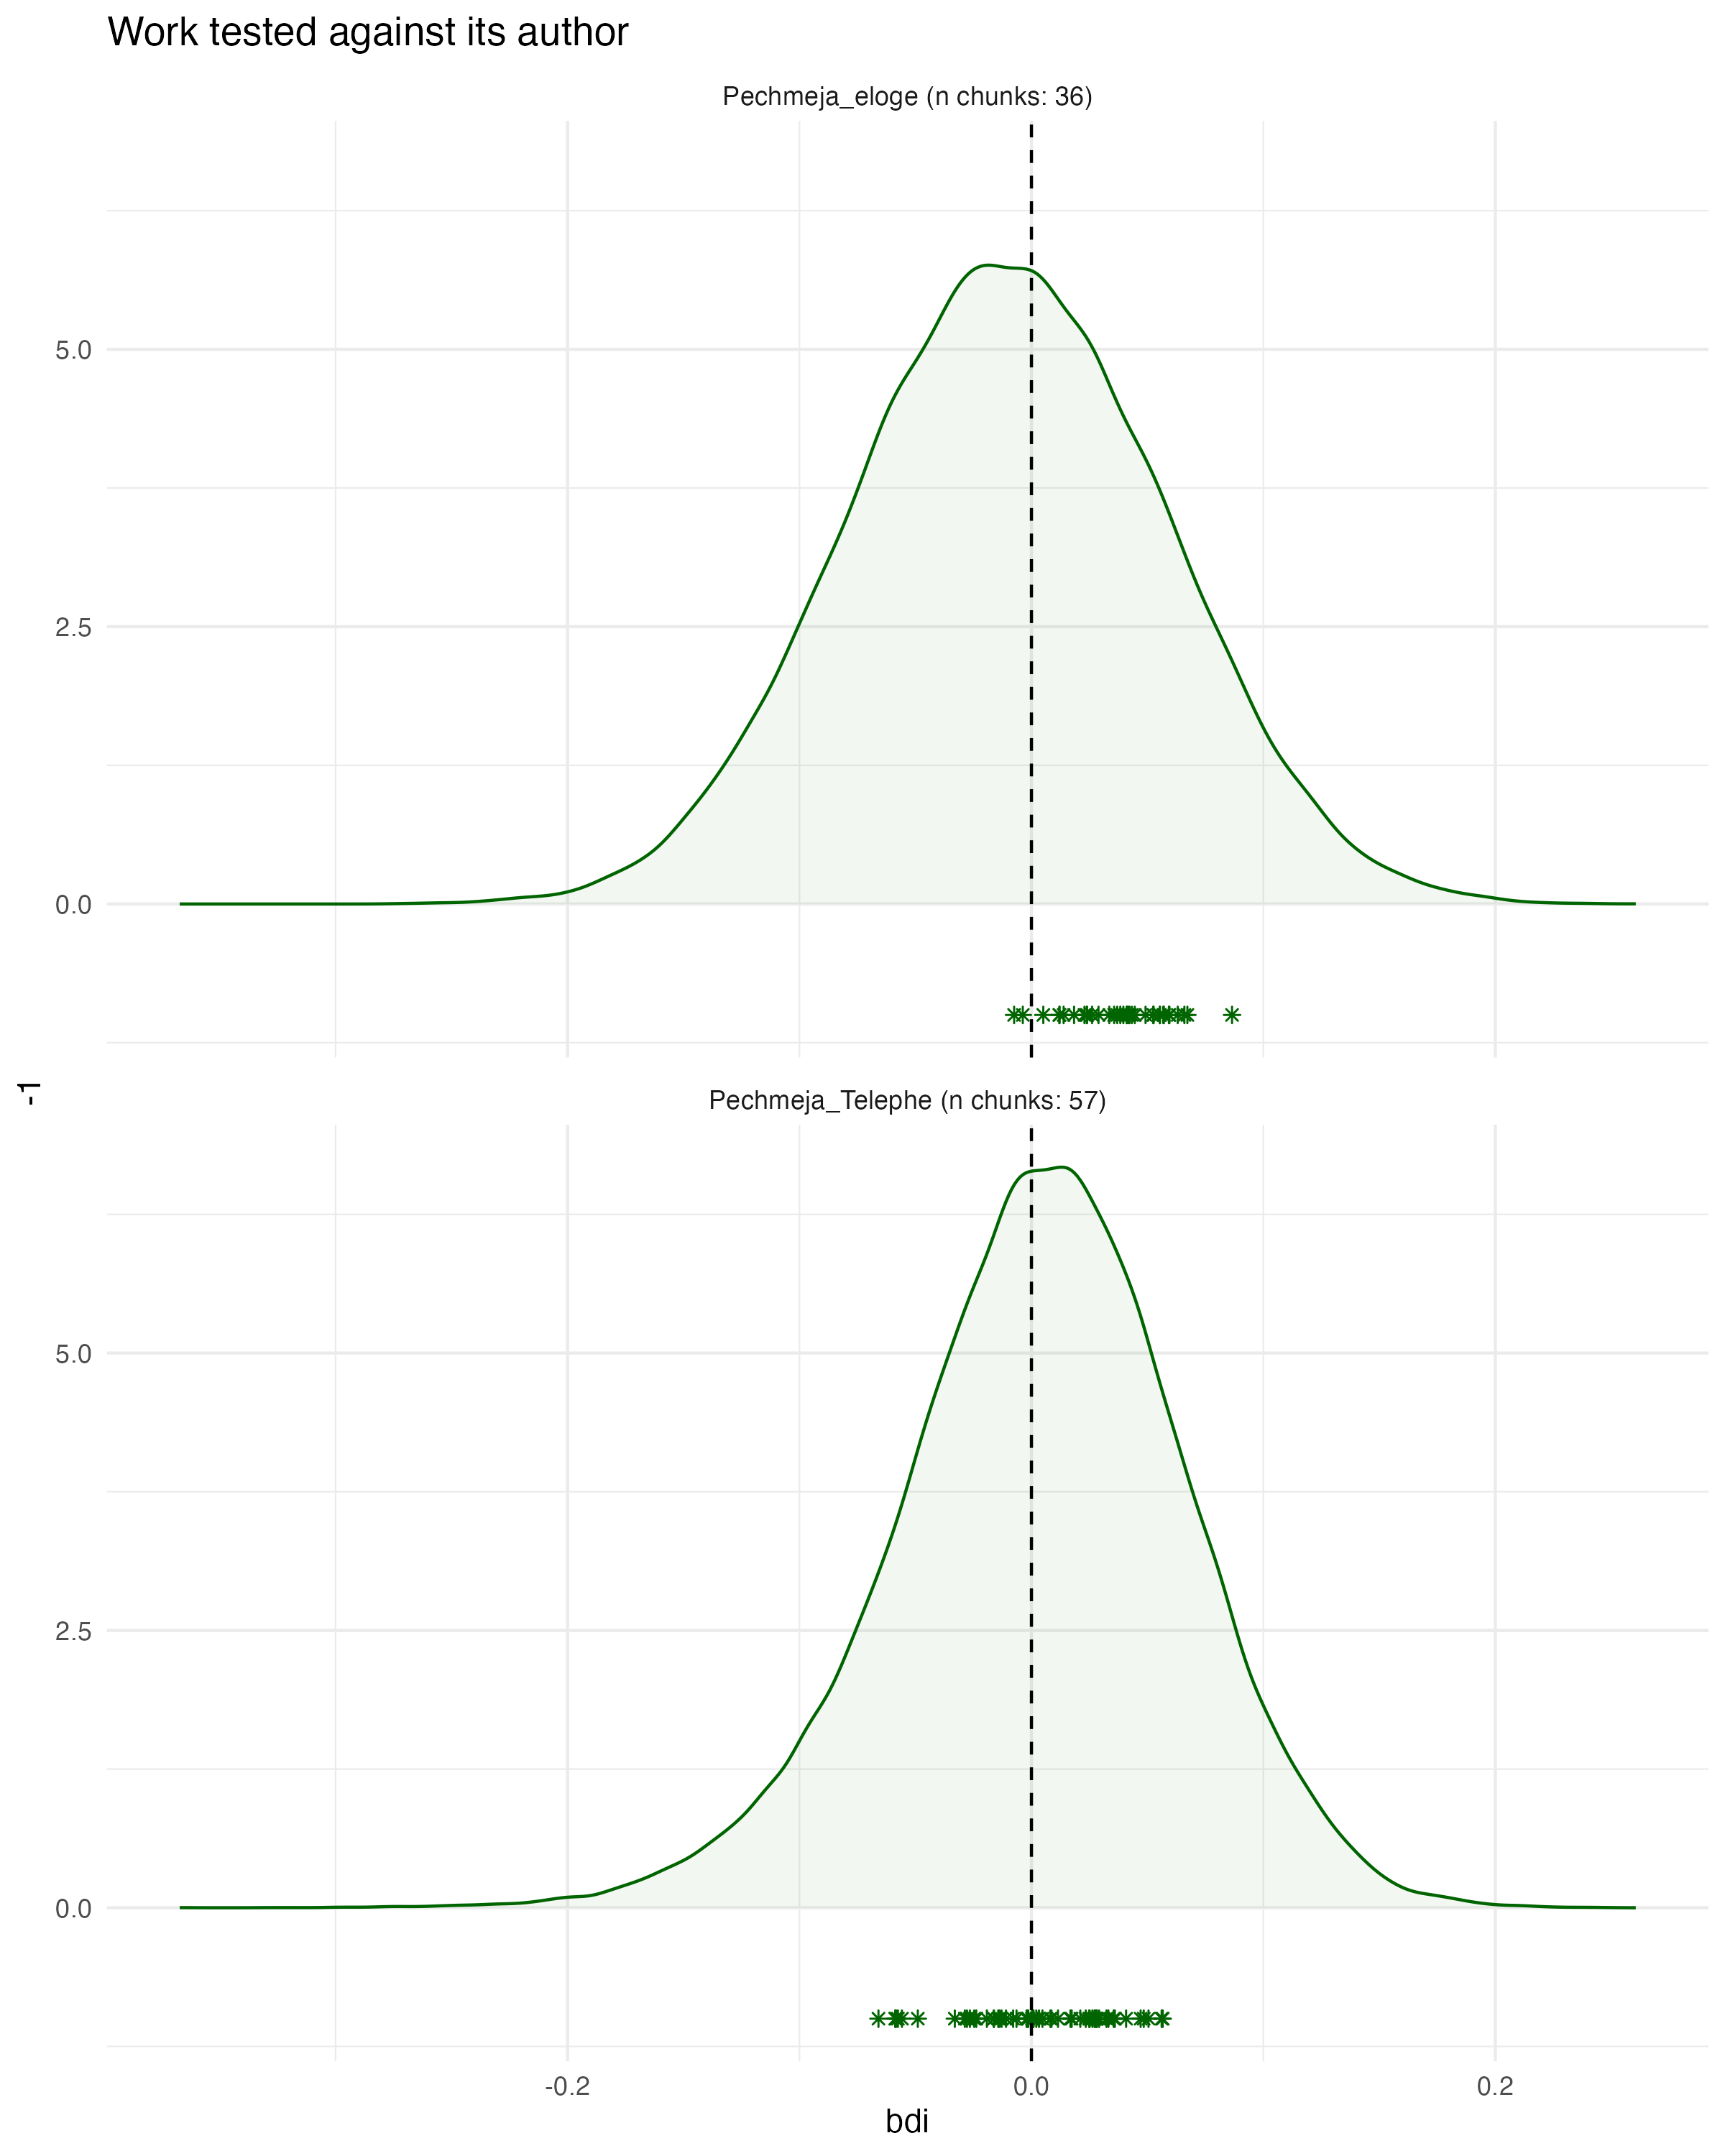 Work tested against its author
Pechmeja_eloge (n chunks: 36)
5.0
2.5
0.0
-1
Pechmeja_Telephe (n chunks: 57)
5.0
2.5
0.0
-0.2 0.0 0.2
bdi